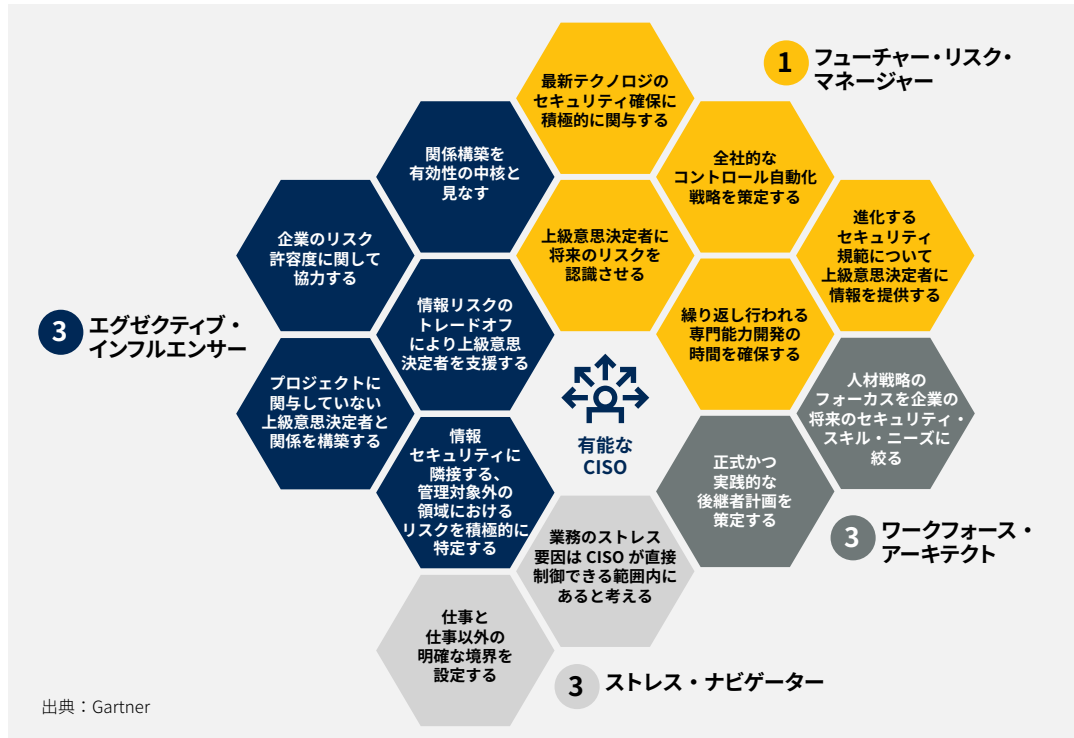 1
フューチャー・リスク・
マネージャー
最新テクノロジの
セキュリティ確保に
積極的に関与する
関係構築を
有効性の中核と
見なす
全社的な
コントロール自動化
戦略を策定する
企業のリスク
許容度に関して
協力する
上級意思決定者に
将来のリスクを
認識させる
進化する
セキュリティ
規範について
上級意思決定者に
情報を提供する
3
エグゼクティブ・
インフルエンサー
情報リスクの
トレードオフ
により上級意思
決定者を支援する
繰り返し行われる
専門能力開発の
時間を確保する
プロジェクトに
関与していない
上級意思決定者と
関係を構築する
有能な
CISO
人材戦略の
フォーカスを企業の
将来のセキュリティ・
スキル・ニーズに
絞る
情報
セキュリティに
隣接する、
管理対象外の
領域における
リスクを積極的に
特定する
正式かつ
実践的な
後継者計画を
策定する
3
ワークフォース・
アーキテクト
業務のストレス
要因は CISO が直接
制御できる範囲内に
あると考える
仕事と
仕事以外の
明確な境界を
設定する
3
ストレス・ナビゲーター
出典：Gartner